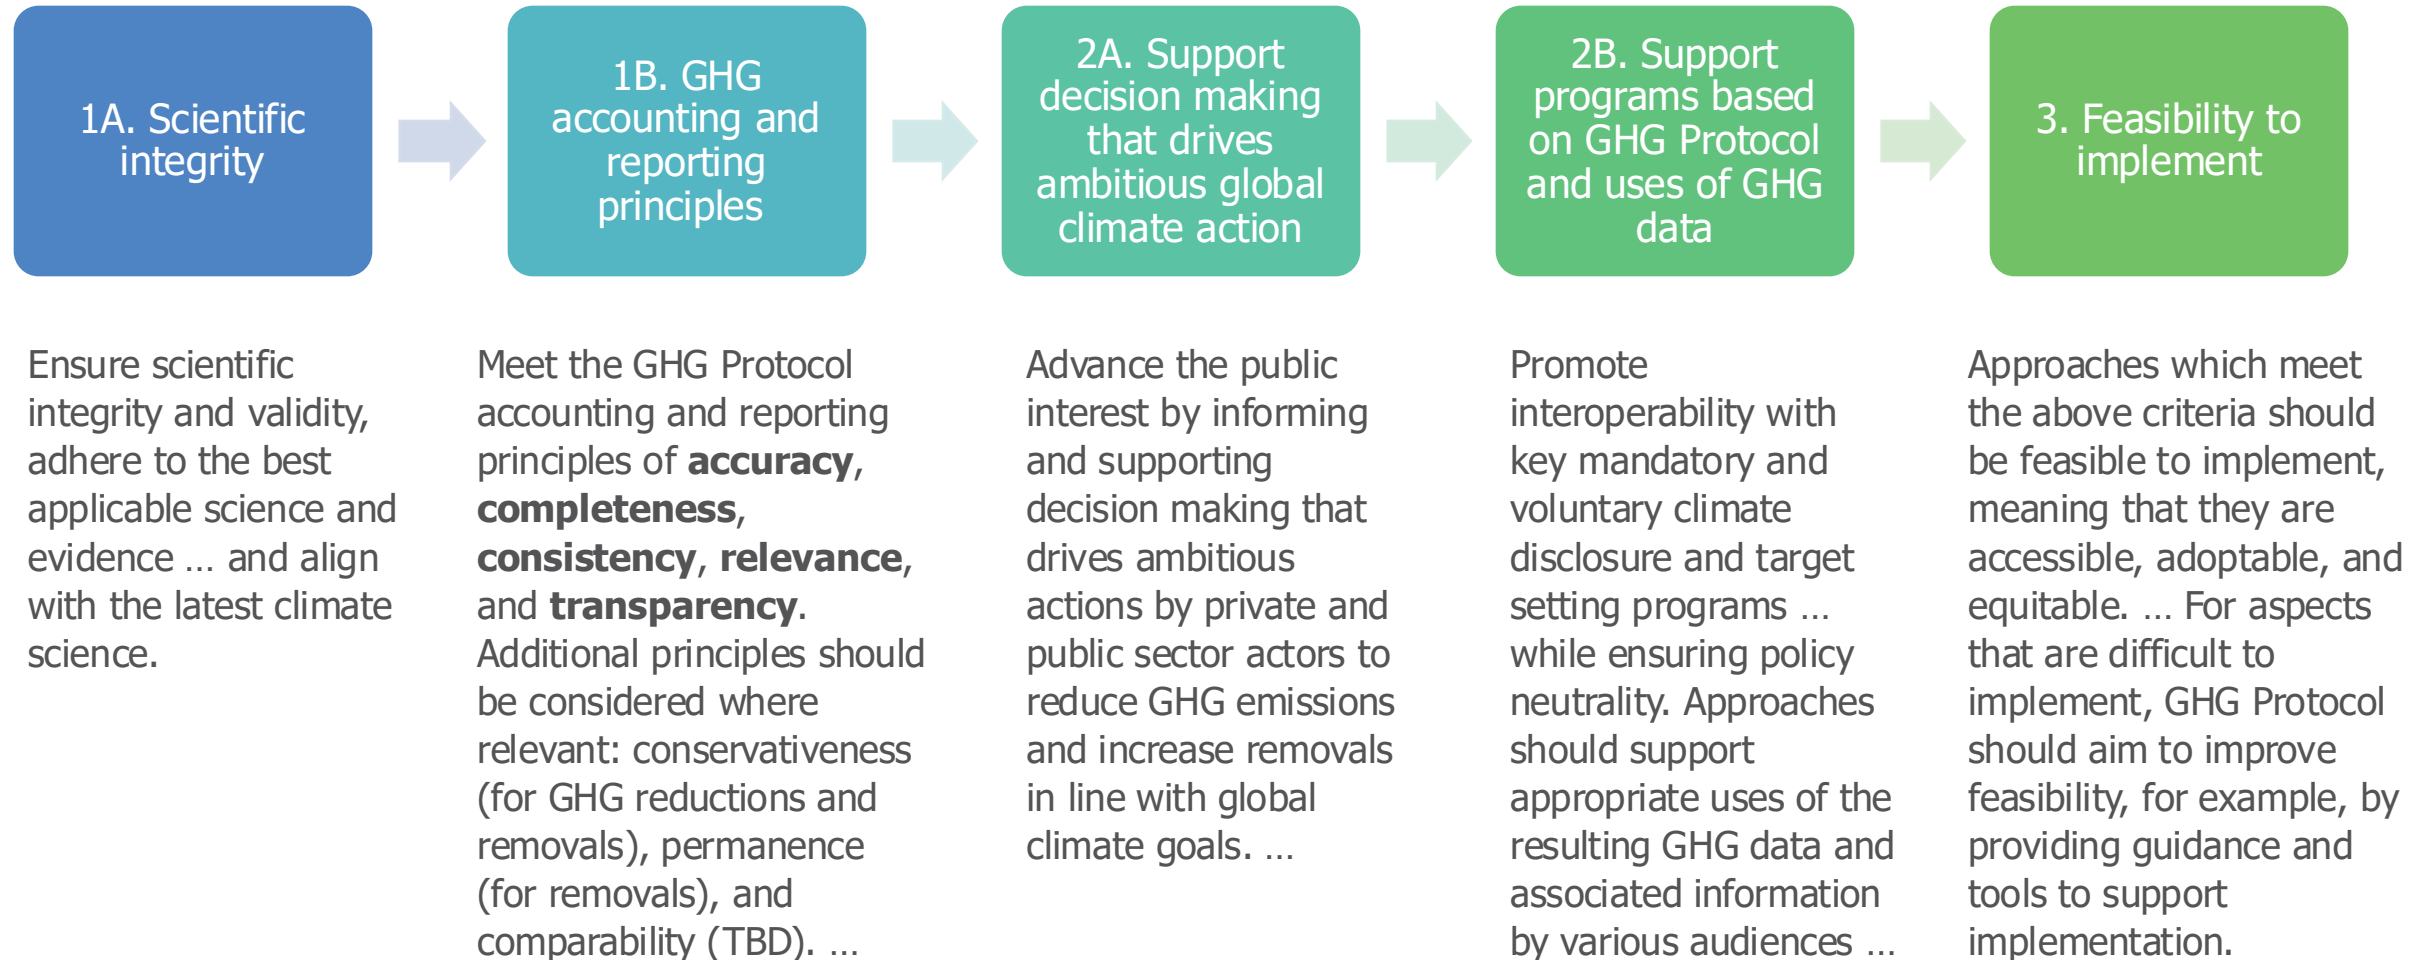 1A. Scientific
integrity
1B. GHG
accounting and
reporting
principles
2A. Support
decision making
that drives
ambitious global
climate action
2B. Support
programs based
on GHG Protocol
and uses of GHG
data
3. Feasibility to
implement
Ensure scientific
integrity and validity,
adhere to the best
applicable science and
evidence … and align
with the latest climate
science.
Meet the GHG Protocol
accounting and reporting
principles of accuracy,
completeness,
consistency, relevance,
and transparency.
Additional principles should
be considered where
relevant: conservativeness
(for GHG reductions and
removals), permanence
(for removals), and
comparability (TBD). …
Advance the public
interest by informing
and supporting
decision making that
drives ambitious
actions by private and
public sector actors to
reduce GHG emissions
and increase removals
in line with global
climate goals. …
Promote
interoperability with
key mandatory and
voluntary climate
disclosure and target
setting programs …
while ensuring policy
neutrality. Approaches
should support
appropriate uses of the
resulting GHG data and
associated information
by various audiences …
Approaches which meet
the above criteria should
be feasible to implement,
meaning that they are
accessible, adoptable, and
equitable. … For aspects
that are difficult to
implement, GHG Protocol
should aim to improve
feasibility, for example, by
providing guidance and
tools to support
implementation.